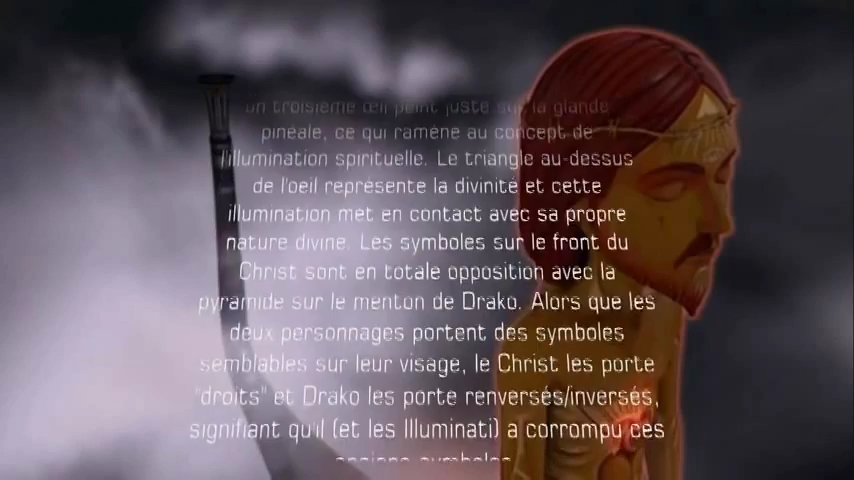 un troisième œil peint juste sur la glande
pinéale, ce qui ramène au concept de
l'illumination spirituelle. Le triangle au-dessus
de l'oeil représente la divinité et cette
illumination met en contact avec sa propre
nature divine. Les symboles sur le front du
Christ sont en totale opposition avec la
pyramide sur le menton de Drako. Alors que les
deux personnages portent des symboles
semblables sur leur visage, le Christ les porte
"droits" et Drako les porte renversés/inversés,
signifiant qu'il (et les Illuminati) a corrompu ces
anciens symboles